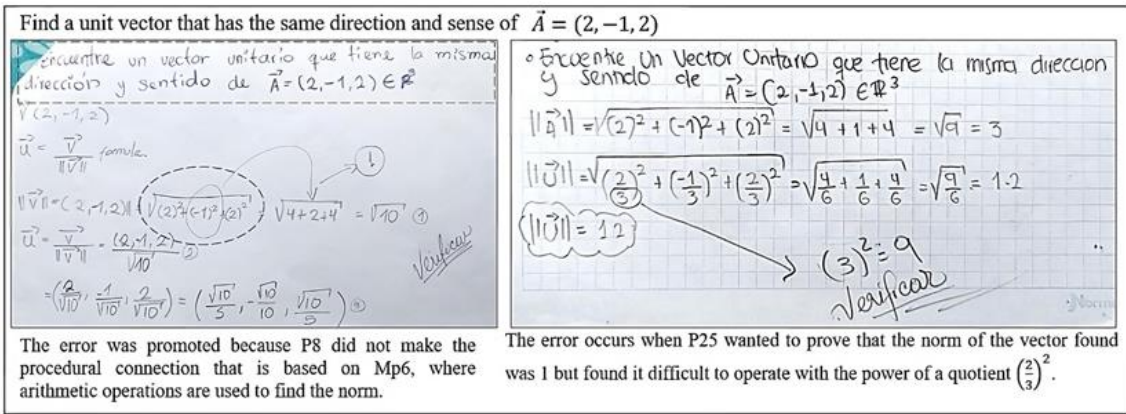 Find a unit vector that has the same direction and sense of A⃗ = (2, −1, 2)
Encuentre un vector unitario que tiene la misma
dirección y sentido de A⃗ = (2,-1,2) ∈ R³
V(2,-1,2)
u⃗ = V⃗/||V⃗|| formula.
||V⃗|| = (2,-1,2)|| √(2)²+(-1)²+(2)² √4+2+4 = √10 ①
!
u⃗ = V⃗/||V⃗|| = (2,-1,2)/√10 ②
Verificar
= (2/√10, -1/√10, 2/√10) = (√10/5, -√10/10, √10/5)
• Encuentre Un Vector Unitario que tiene la misma dirección
y sentido de A⃗ = (2,-1,2) ∈ R³
||A⃗|| = √(2)² + (-1)² + (2)² = √4 + 1 + 4 = √9 = 3
||U⃗|| = √(2/3)² + (-1/3)² + (2/3)² = √4/6 + 1/6 + 4/6 = √9/6 = 1.2
||U⃗|| = 1.2
(3)² = 9
Verificar
Norma
The error was promoted because P8 did not make the
procedural connection that is based on Mp6, where
arithmetic operations are used to find the norm.
The error occurs when P25 wanted to prove that the norm of the vector found
was 1 but found it difficult to operate with the power of a quotient (2/3)².